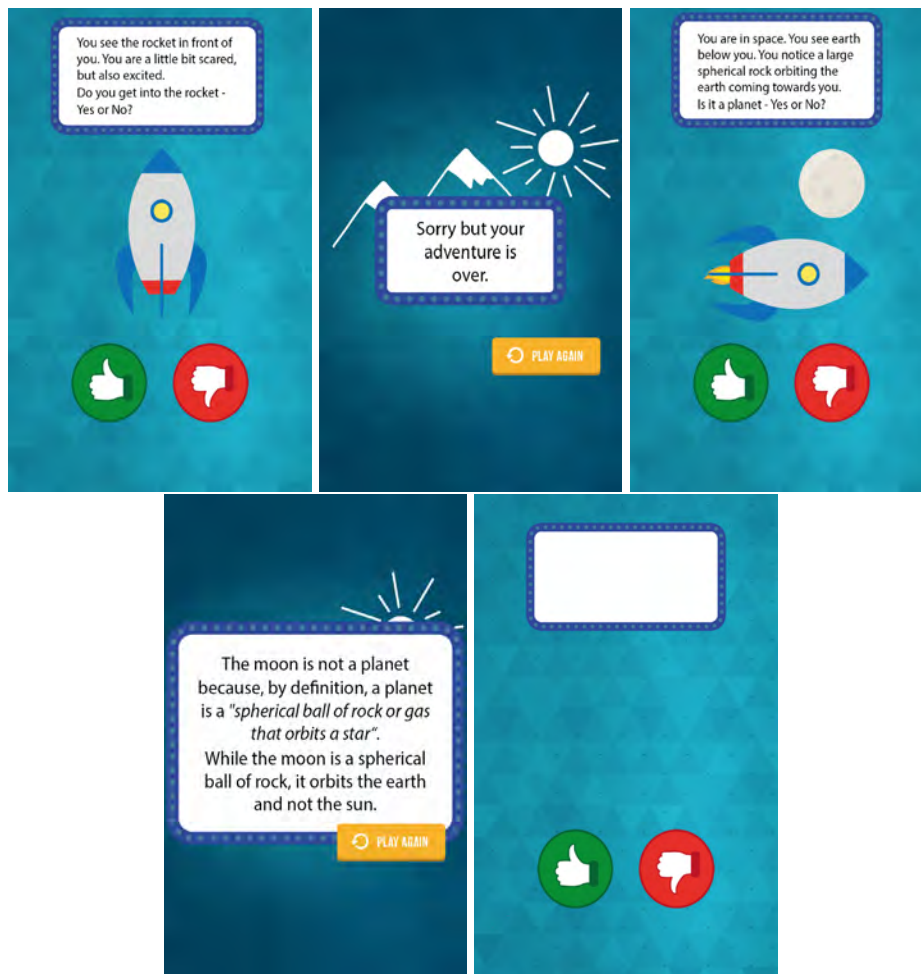 You see the rocket in front of
you. You are a little bit scared,
but also excited.
Do you get into the rocket -
Yes or No?
Sorry but your
adventure is
over.
PLAY AGAIN
You are in space. You see earth
below you. You notice a large
spherical rock orbiting the
earth coming towards you.
Is it a planet - Yes or No?
The moon is not a planet
because, by definition, a planet
is a "spherical ball of rock or gas
that orbits a star“.
While the moon is a spherical
ball of rock, it orbits the earth
and not the sun.
PLAY AGAIN